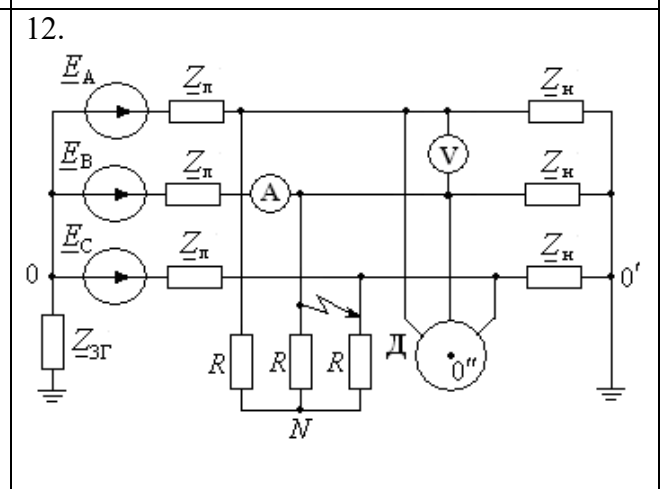 12.
E_A Z_л Z_н
V
E_B Z_л A Z_н
E_C Z_л Z_н
0 0′
Z_ЗГ R R R Д 0″
N